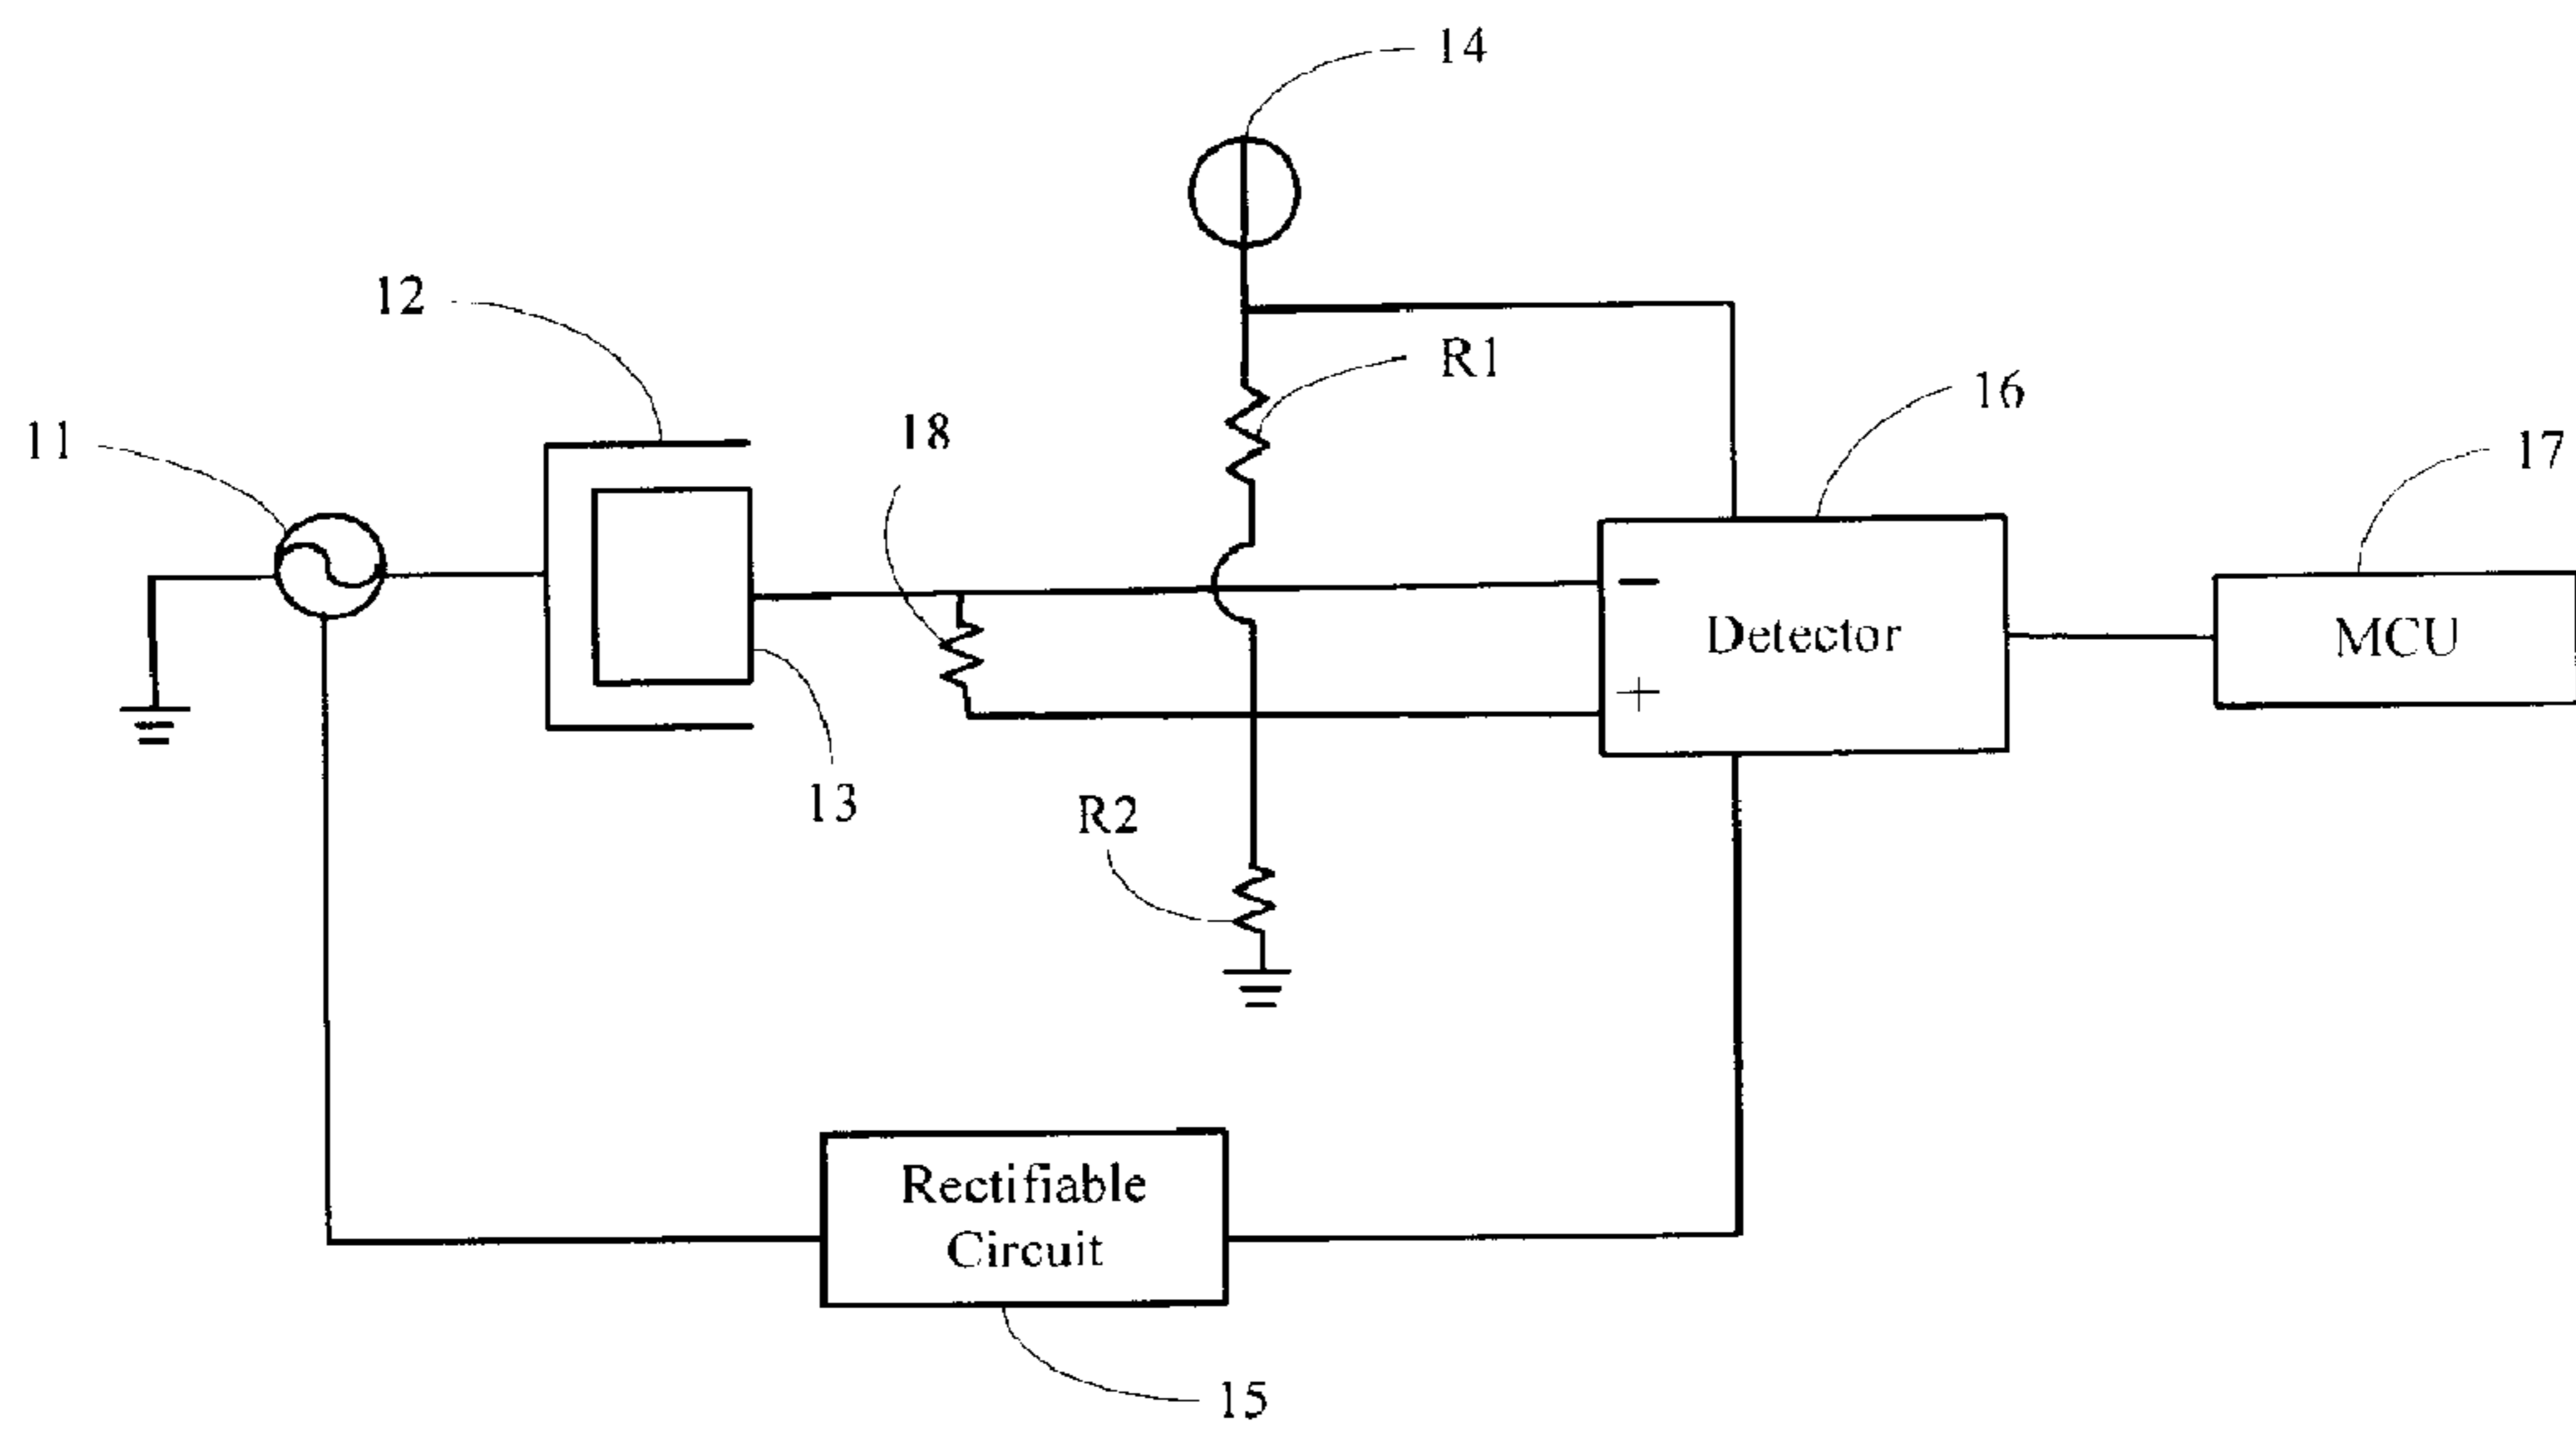 14
12
R1
16
11
18
17
−
Detector
MCU
+
13
R2
Rectifiable
Circuit
15